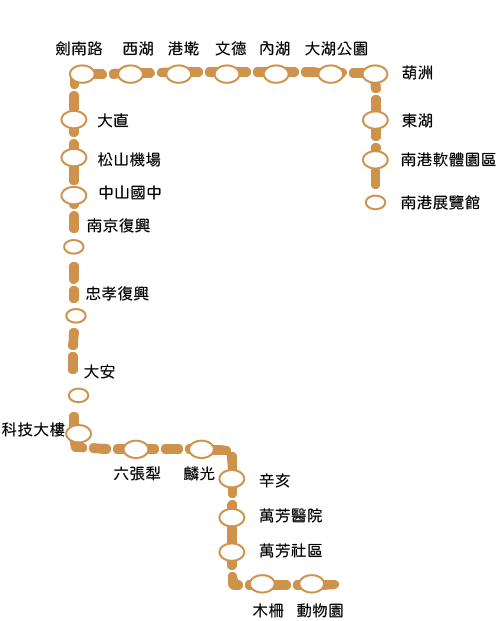 劍南路
西湖
港墘
文德
內湖
大湖公園
葫洲
大直
東湖
松山機場
南港軟體園區
中山國中
南港展覽館
南京復興
忠孝復興
大安
科技大樓
六張犁
麟光
辛亥
萬芳醫院
萬芳社區
木柵
動物園